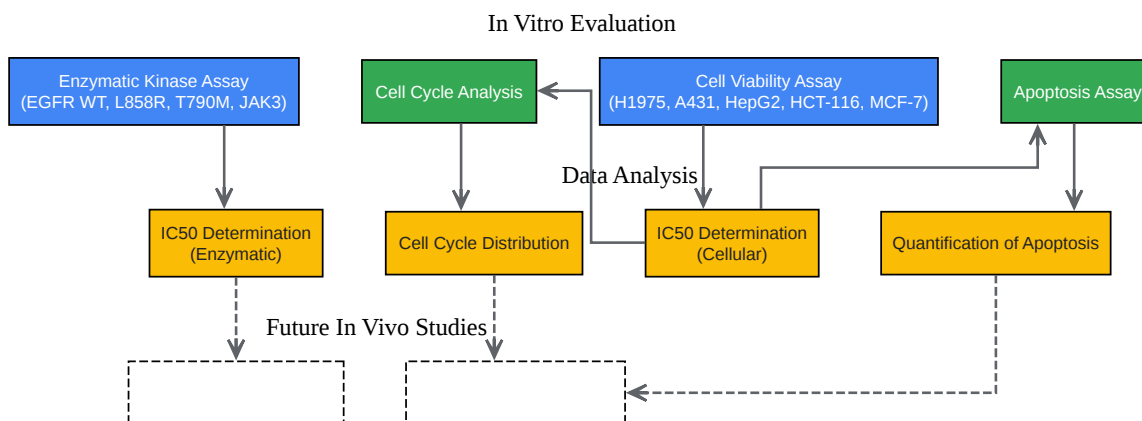 In Vitro Evaluation
Enzymatic Kinase Assay
(EGFR WT, L858R, T790M, JAK3)
Cell Cycle Analysis
Cell Viability Assay
(H1975, A431, HepG2, HCT-116, MCF-7)
Apoptosis Assay
Data Analysis
IC50 Determination
(Enzymatic)
Cell Cycle Distribution
IC50 Determination
(Cellular)
Quantification of Apoptosis
Future In Vivo Studies